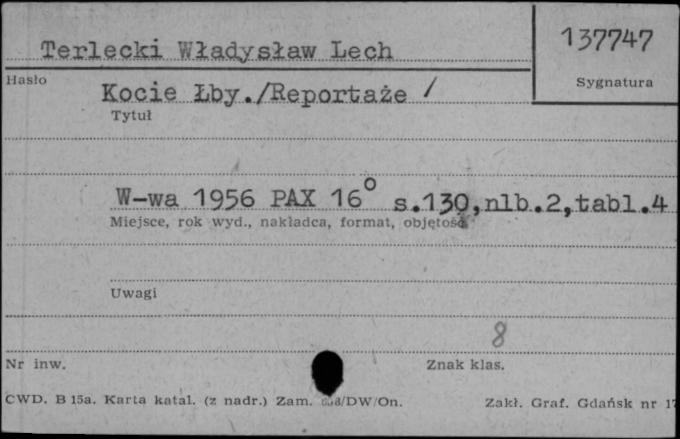 Terlecki Władysław Lech
137747
Hasło
Sygnatura
Kocie Łby./Reportaże /
Tytuł
W-wa 1956 PAX 16° s.130,nlb.2,tabl.4
Miejsce, rok wyd., nakładca, format, objętość
Uwagi
8
Nr inw.
Znak klas.
CWD. B 15a. Karta katal. (z nadr.) Zam. /DW/On.
Zakł. Graf. Gdańsk nr